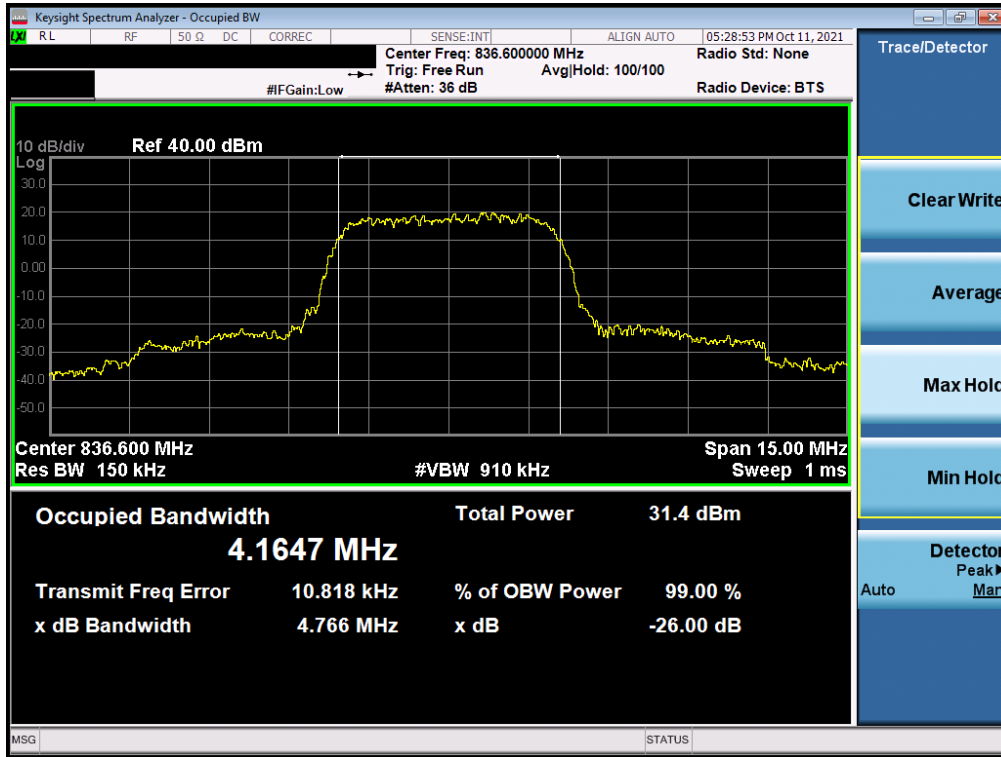 Keysight Spectrum Analyzer - Occupied BW
LXI RL RF 50 Ω DC CORREC SENSE:INT ALIGN AUTO 05:28:53 PM Oct 11, 2021
Center Freq: 836.600000 MHz Radio Std: None
Trig: Free Run Avg|Hold: 100/100
#IFGain:Low #Atten: 36 dB Radio Device: BTS
Trace/Detector
10 dB/div Ref 40.00 dBm
Log
30.0
20.0
10.0
0.00
-10.0
-20.0
-30.0
-40.0
-50.0
Center 836.600 MHz Span 15.00 MHz
Res BW 150 kHz #VBW 910 kHz Sweep 1 ms
Occupied Bandwidth Total Power 31.4 dBm
4.1647 MHz
Transmit Freq Error 10.818 kHz % of OBW Power 99.00 %
x dB Bandwidth 4.766 MHz x dB -26.00 dB
Clear Write
Average
Max Hold
Min Hold
Detector
Peak
Auto Man
MSG STATUS